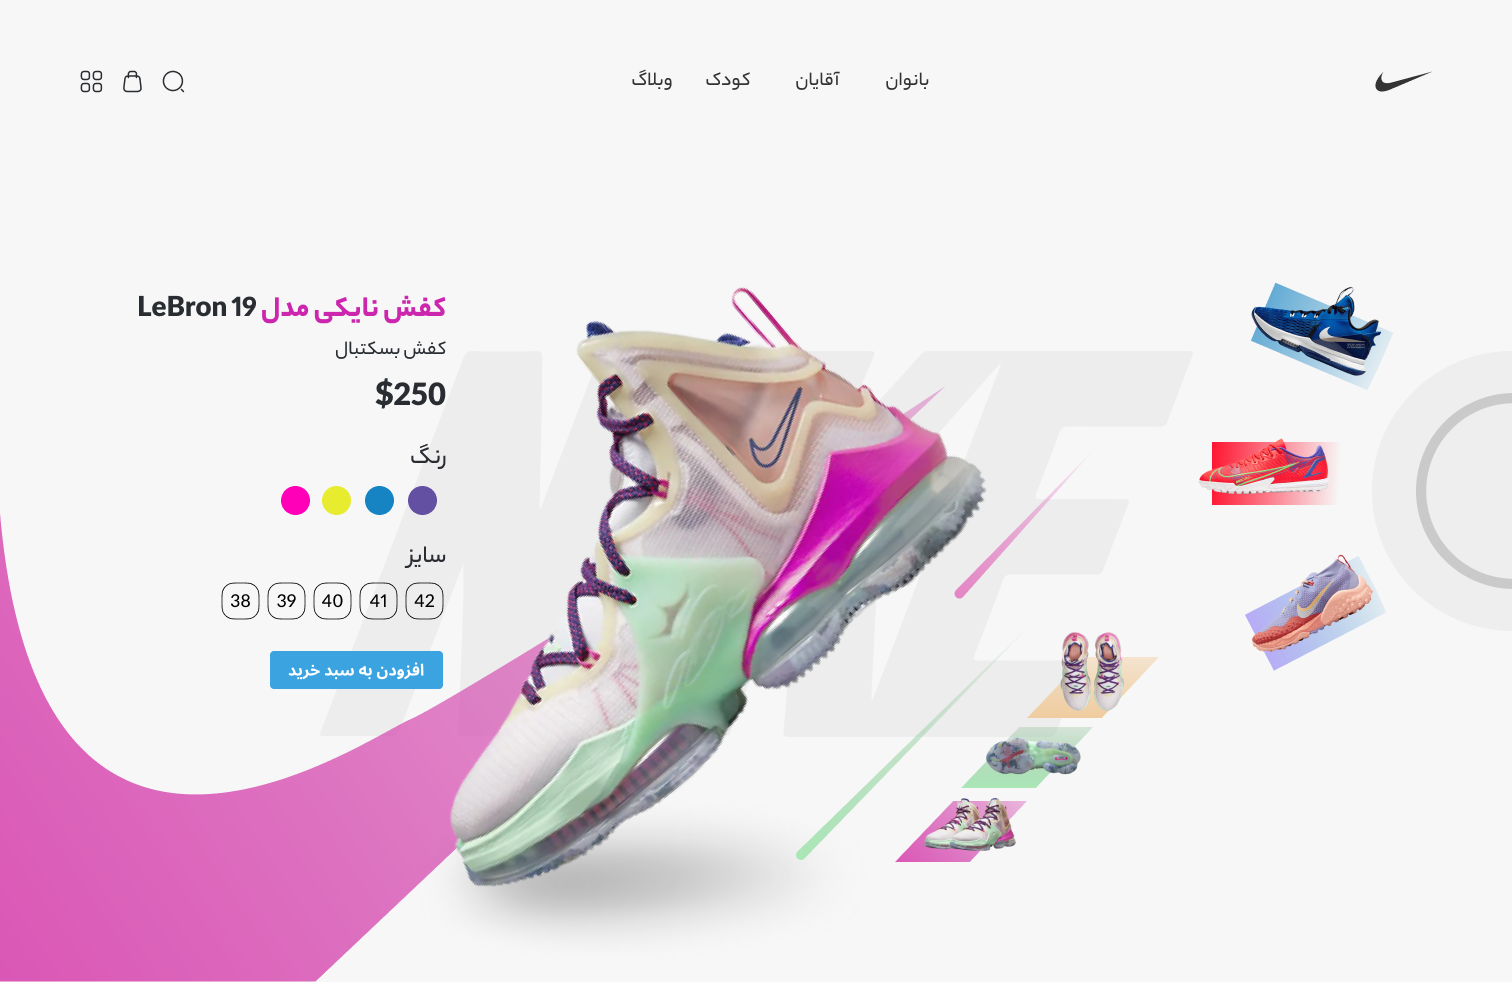 بانوان
آقایان
کودک
وبلاگ
کفش نایکی مدل LeBron 19
کفش بسکتبال
$250
رنگ
سایز
42 41 40 39 38
افزودن به سبد خرید
NIKE